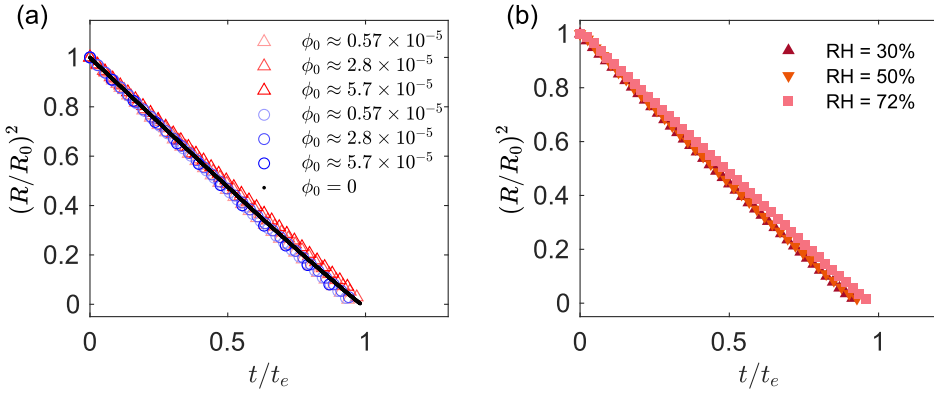 (a)
(R/R₀)²
1
0.8
0.6
0.4
0.2
0
0
0.5
1
t/tₑ
ϕ₀ ≈ 0.57 × 10⁻⁵
ϕ₀ ≈ 2.8 × 10⁻⁵
ϕ₀ ≈ 5.7 × 10⁻⁵
ϕ₀ ≈ 0.57 × 10⁻⁵
ϕ₀ ≈ 2.8 × 10⁻⁵
ϕ₀ ≈ 5.7 × 10⁻⁵
ϕ₀ = 0
(b)
(R/R₀)²
1
0.8
0.6
0.4
0.2
0
0
0.5
1
t/tₑ
RH = 30%
RH = 50%
RH = 72%